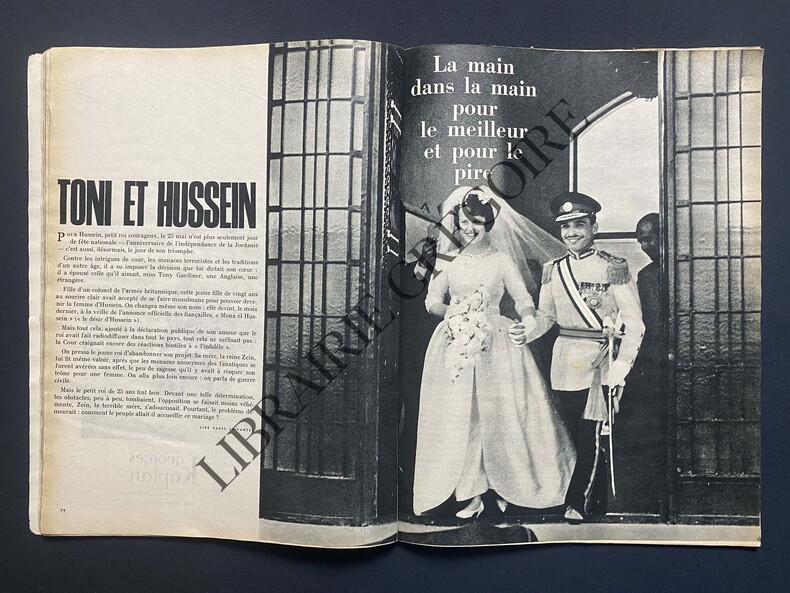 TONI ET HUSSEIN
POUR Hussein, petit roi courageux, le 25 mai n'est plus seulement jour
de fête nationale — l'anniversaire de l'indépendance de la Jordanie
— c'est aussi, désormais, le jour de son triomphe.
Contre les intrigues de cour, les menaces terroristes et les traditions
d'un autre âge, il a su imposer la décision que lui dictait son cœur :
il a épousé celle qu'il aimait, miss Tony Gardiner, une Anglaise, une
étrangère.
Fille d'un colonel de l'armée britannique, cette jeune fille de vingt ans
au sourire clair avait accepté de se faire musulmane pour pouvoir deve-
nir la femme d'Hussein. On changea même son nom : elle devint, le mois
dernier, à la veille de l'annonce officielle des fiançailles, « Mona el Hus-
sein » (« le désir d'Hussein »).
Mais tout cela, ajouté à la déclaration publique de son amour que le
roi avait fait radiodiffuser dans tout le pays, tout cela ne suffisait pas :
la Cour craignait encore des réactions hostiles à « l'infidèle ».
On pressa le jeune roi d'abandonner son projet. Sa mère, la reine Zein,
lui fit même valoir, après que les menaces anonymes des fanatiques se
furent avérées sans effet, le peu de sagesse qu'il y avait à risquer son
trône pour une femme. On alla plus loin encore : on parla de guerre
civile.
Mais le petit roi de 25 ans tint bon. Devant une telle détermination,
les obstacles, peu à peu, tombaient, l'opposition se faisait moins véhé-
mente, Zein, la terrible mère, s'adoucissait. Pourtant, le problème de-
meurait : comment le peuple allait-il accueillir ce mariage ?
LIRE PAGES SUIVANTES
74
La main
dans la main
pour
le meilleur
et pour le
pire
LIBRAIRIE GRÉGOIRE
georges
Kaplan